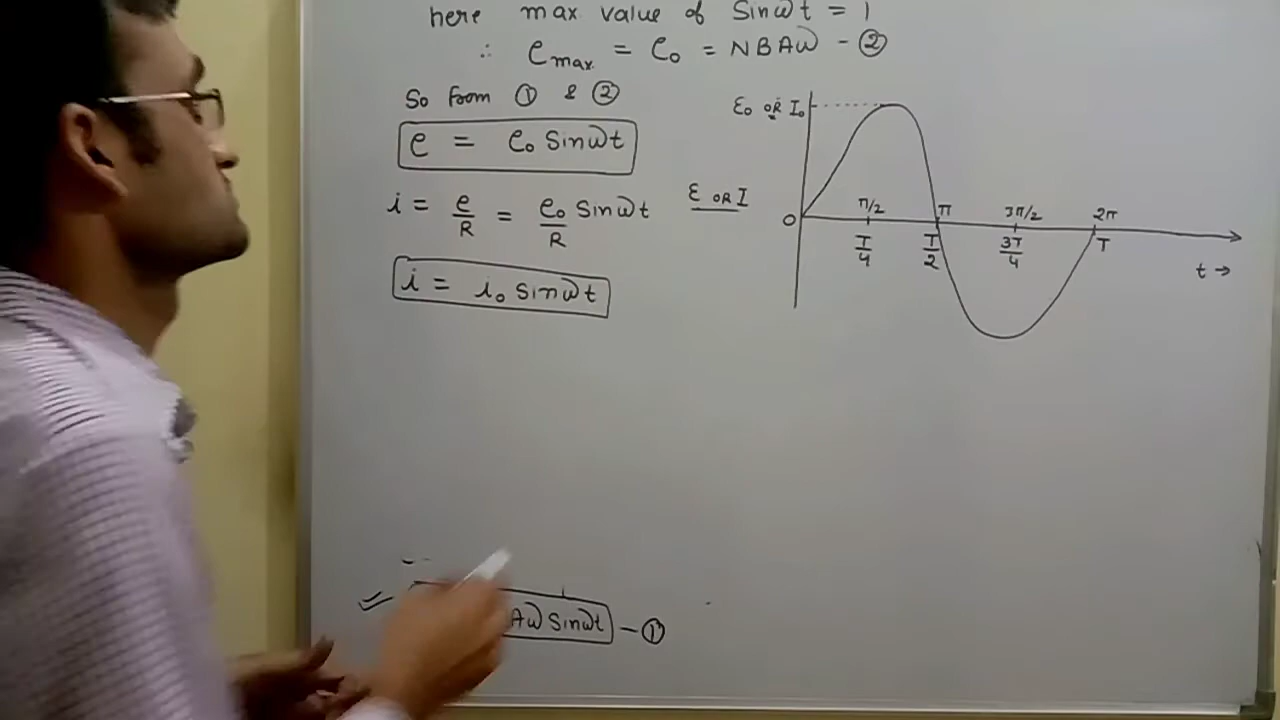 here max value of Sinωt = 1
∴ e_max. = e₀ = NBAω - ②
So from ① & ②
e = e₀ Sinωt
i = e/R = e₀/R Sinωt
i = i₀ sinωt
ε₀ OR I₀
ε OR I
0 π/2 π 3π/2 2π
T/4 T/2 3T/4 T
t →
Aω Sinωt - ①